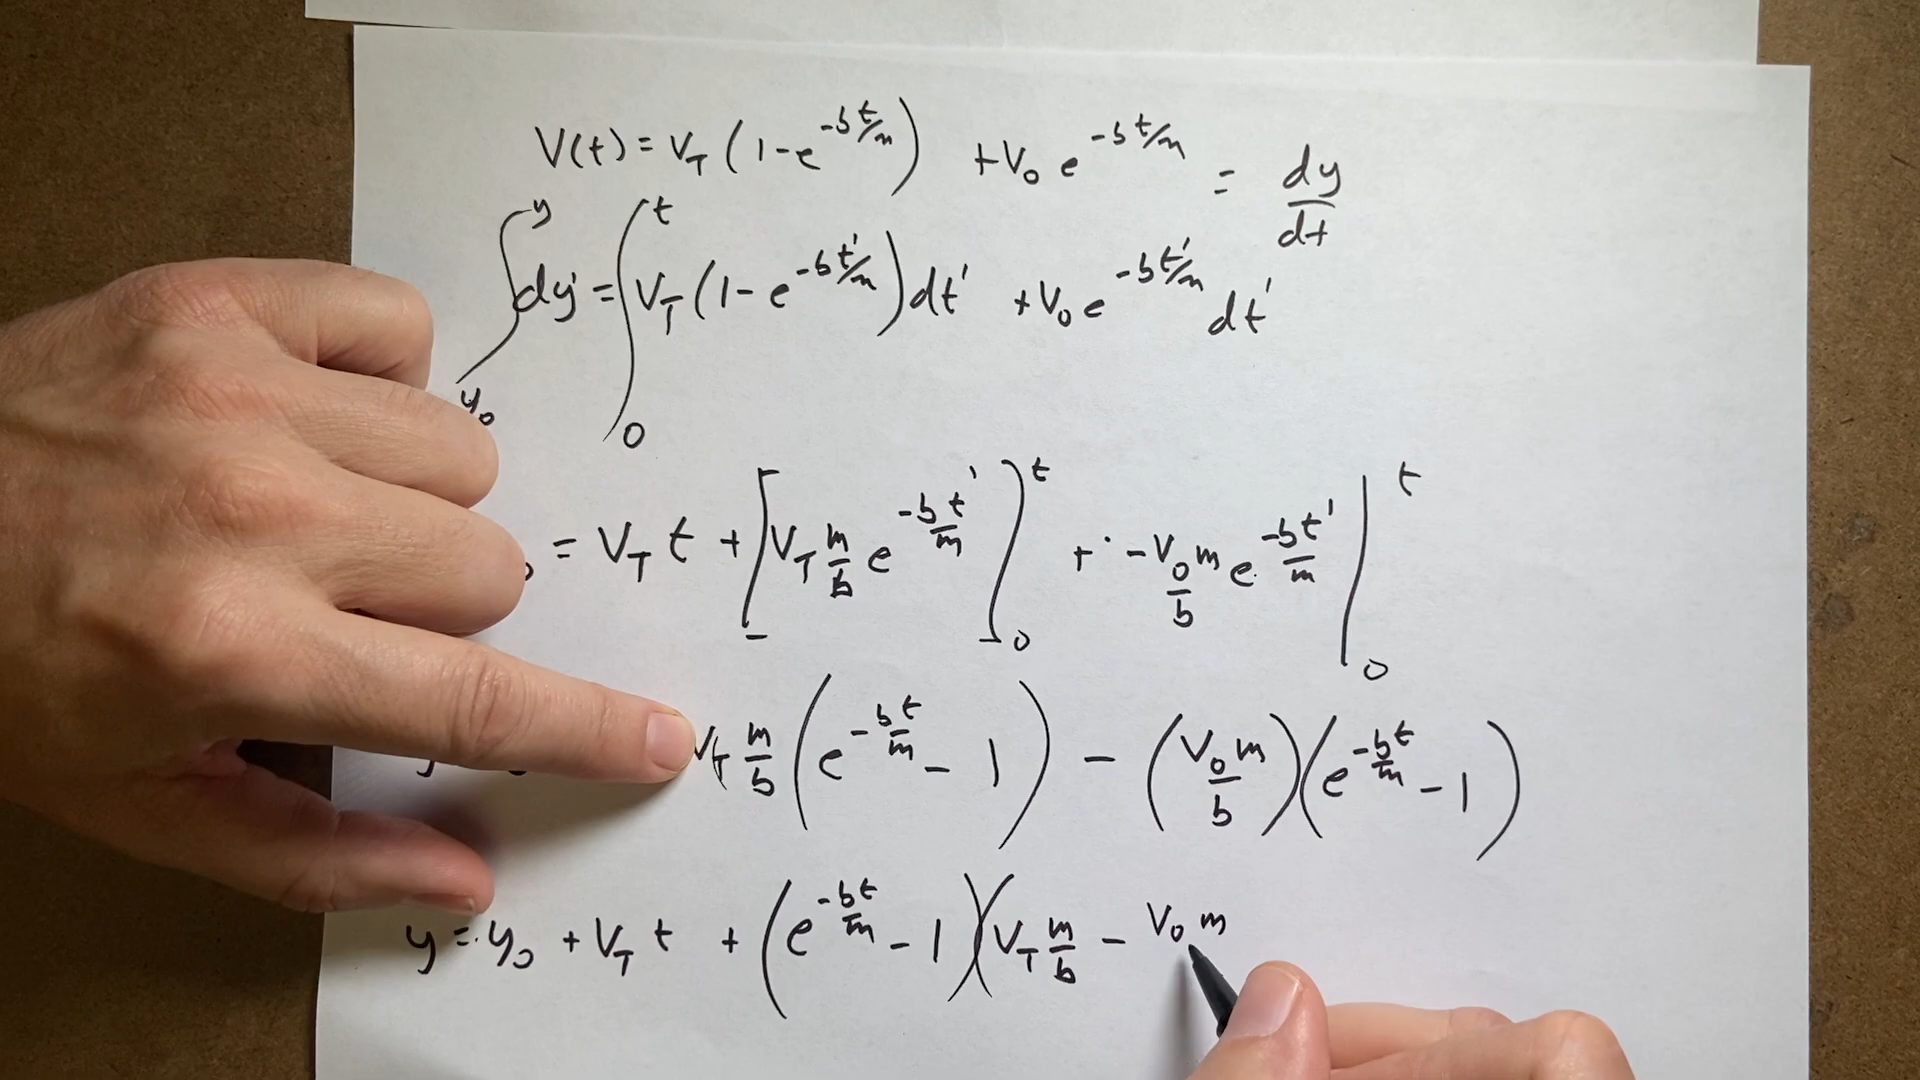 V(t) = V_T (1 - e^{-bt/m}) + V_0 e^{-bt/m} = dy/dt
∫_{y_0}^{y} dy' = ∫_0^t V_T (1 - e^{-bt'/m}) dt' + V_0 e^{-bt'/m} dt'
= V_T t + [V_T m/b e^{-bt'/m}]_0^t + · - V_0 m/b e^{-bt'/m} |_0^t
V_T m/b (e^{-bt/m} - 1) - (V_0 m/b)(e^{-bt/m} - 1)
y = y_0 + V_T t + (e^{-bt/m} - 1)(V_T m/b - V_0 m